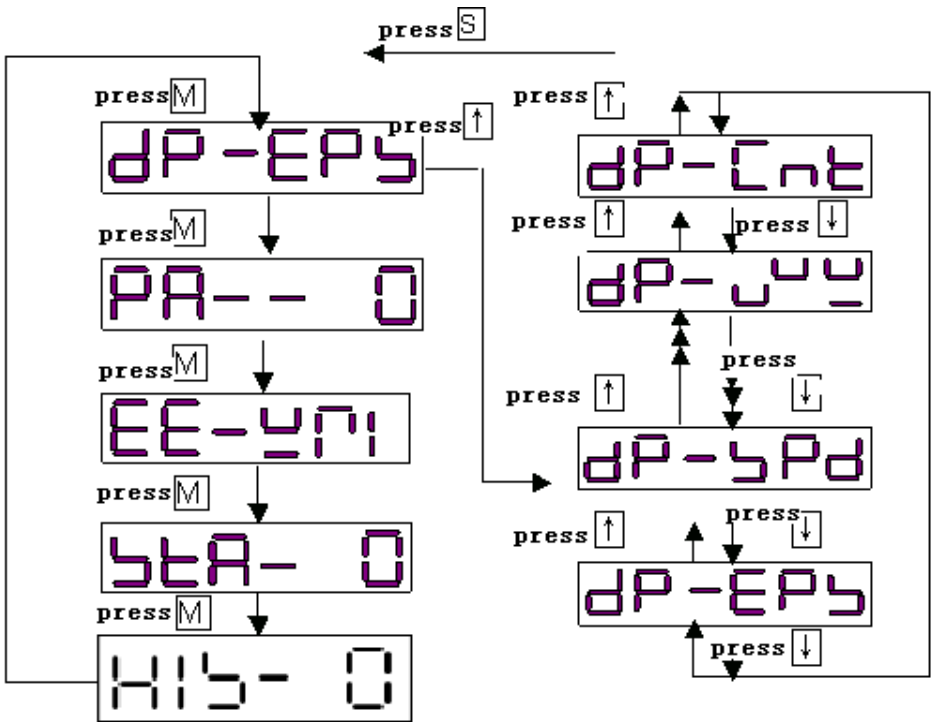 press S
press M
dP-EPS
press ↑
press M
PA-- 0
press M
press M
StA- 0
press M
HIS- 0
press ↑
dP-Cnt
press ↑
press ↓
press
press ↑
↓
dP-SPd
press ↑
press ↓
dP-EPS
press ↓